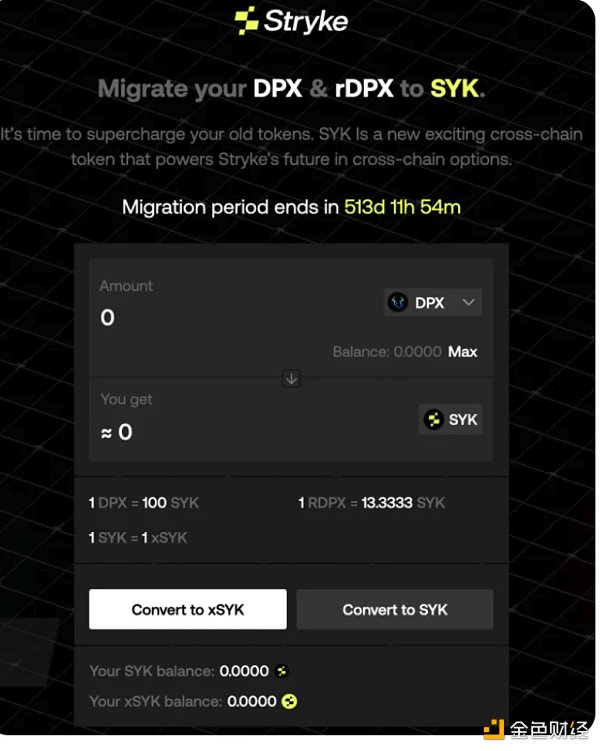 Stryke
Migrate your DPX & rDPX to SYK.
It's time to supercharge your old tokens. SYK Is a new exciting cross-chain
token that powers Stryke's future in cross-chain options.
Migration period ends in 513d 11h 54m
Amount
0
DPX
Balance: 0.0000 Max
You get
≈ 0
SYK
1 DPX = 100 SYK
1 RDPX = 13.3333 SYK
1 SYK = 1 xSYK
Convert to xSYK
Convert to SYK
Your SYK balance: 0.0000
Your xSYK balance: 0.0000
金色财经